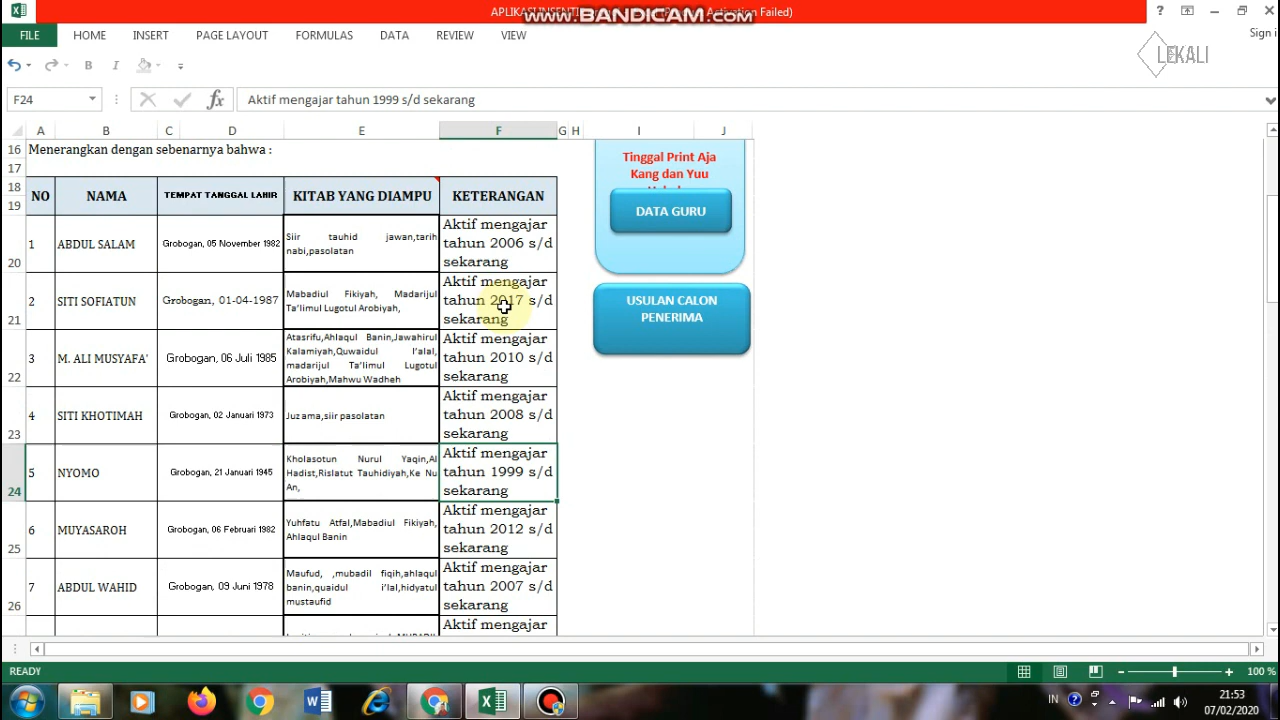 APLIKASI INSENTI
www.BANDICAM.com
Activation Failed)
FILE HOME INSERT PAGE LAYOUT FORMULAS DATA REVIEW VIEW
Sign i
LEKALI
F24
fx
Aktif mengajar tahun 1999 s/d sekarang
A B C D E F G H I J
16 Menerangkan dengan sebenarnya bahwa :
17
18
19
NO NAMA TEMPAT TANGGAL LAHIR KITAB YANG DIAMPU KETERANGAN
20
1 ABDUL SALAM Grobogan, 05 November 1982
Siir tauhid jawan,tarih
nabi,pasolatan
Aktif mengajar
tahun 2006 s/d
sekarang
21
2 SITI SOFIATUN Grobogan, 01-04-1987
Mabadiul Fikiyah, Madarijul
Ta'limul Lugotul Arobiyah,
Aktif mengajar
tahun 2017 s/d
sekarang
22
3 M. ALI MUSYAFA' Grobogan, 06 Juli 1985
Atasrifu,Ahlaqul Banin,Jawahirul
Kalamiyah,Quwaidul I'alal,
madarijul Ta'limul Lugotul
Arobiyah,Mahwu Wadheh
Aktif mengajar
tahun 2010 s/d
sekarang
23
4 SITI KHOTIMAH Grobogan, 02 Januari 1973
Juz ama,siir pasolatan
Aktif mengajar
tahun 2008 s/d
sekarang
24
5 NYOMO Grobogan, 21 Januari 1945
Kholasotun Nurul Yaqin,Al
Hadist,Rislatut Tauhidiyah,Ke Nu
An,
Aktif mengajar
tahun 1999 s/d
sekarang
25
6 MUYASAROH Grobogan, 06 Februari 1982
Yuhfatu Atfal,Mabadiul Fikiyah,
Ahlaqul Banin
Aktif mengajar
tahun 2012 s/d
sekarang
26
7 ABDUL WAHID Grobogan, 09 Juni 1978
Maufud, ,mubadil fiqih,ahlaqul
banin,quaidul i'lal,hidyatul
mustaufid
Aktif mengajar
tahun 2007 s/d
sekarang
Aktif mengajar
Tinggal Print Aja
Kang dan Yuu
DATA GURU
USULAN CALON
PENERIMA
READY
100 %
IN
21:53
07/02/2020